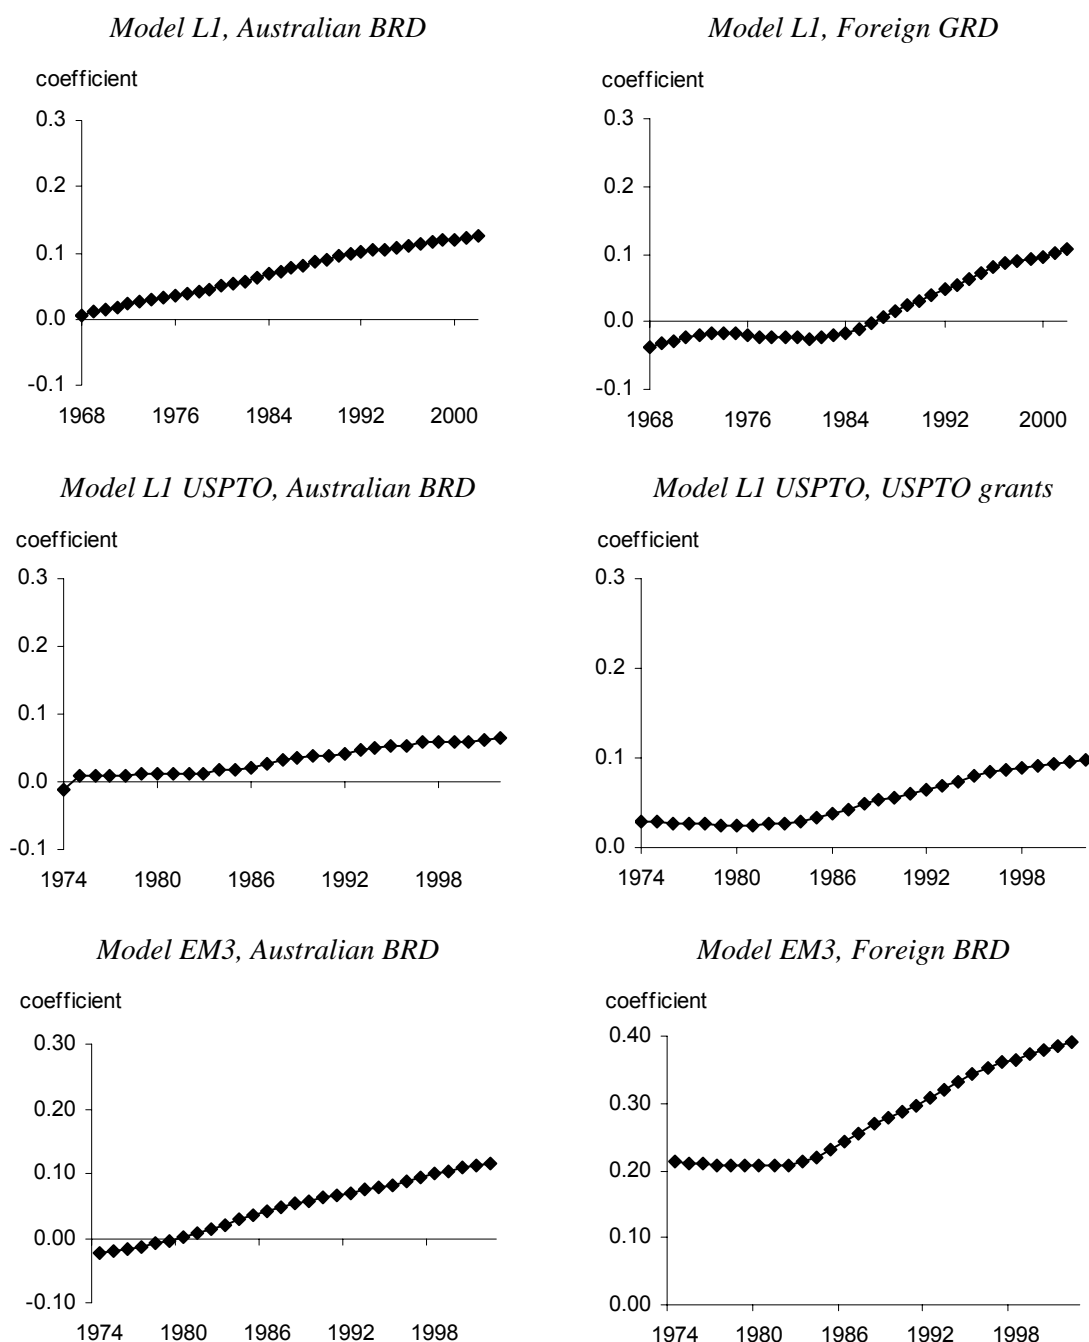 Model L1, Australian BRD
coefficient
0.3
0.2
0.1
0.0
-0.1
1968 1976 1984 1992 2000
Model L1, Foreign GRD
coefficient
0.3
0.2
0.1
0.0
-0.1
1968 1976 1984 1992 2000
Model L1 USPTO, Australian BRD
coefficient
0.3
0.2
0.1
0.0
-0.1
1974 1980 1986 1992 1998
Model L1 USPTO, USPTO grants
coefficient
0.3
0.2
0.1
0.0
1974 1980 1986 1992 1998
Model EM3, Australian BRD
coefficient
0.30
0.20
0.10
0.00
-0.10
1974 1980 1986 1992 1998
Model EM3, Foreign BRD
coefficient
0.40
0.30
0.20
0.10
0.00
1974 1980 1986 1992 1998